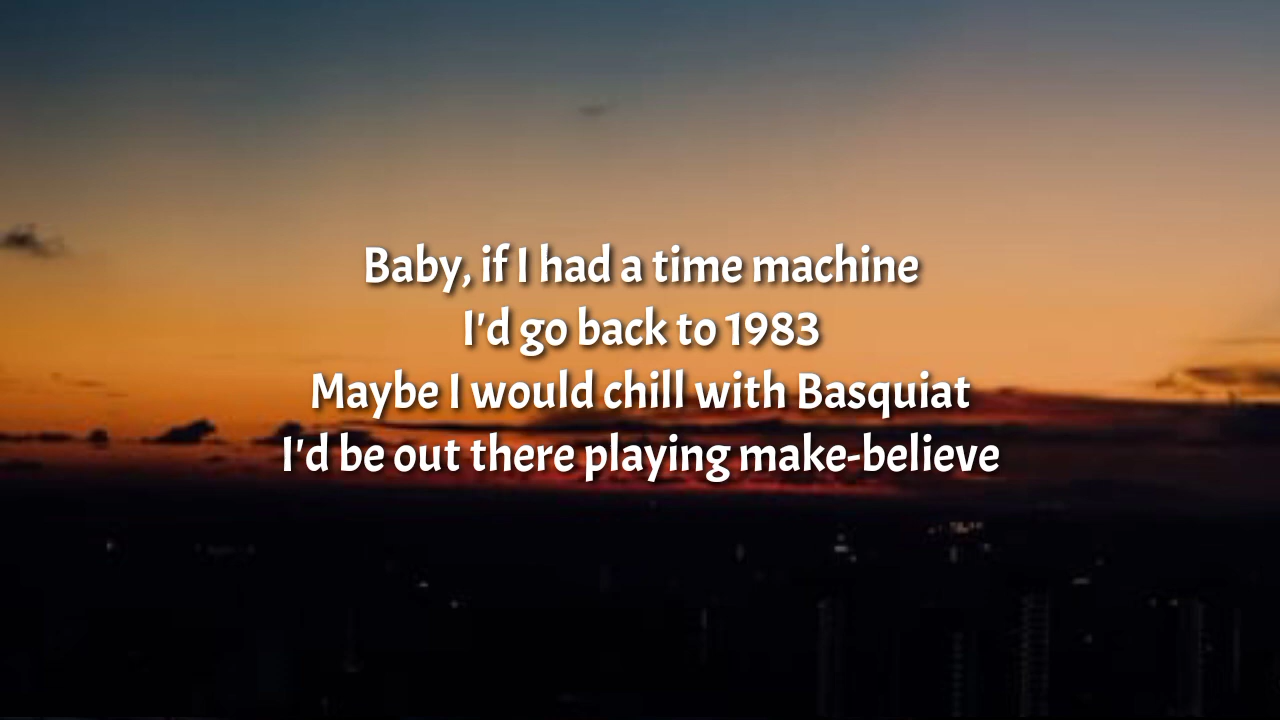 Baby, if I had a time machine
I'd go back to 1983
Maybe I would chill with Basquiat
I'd be out there playing make-believe